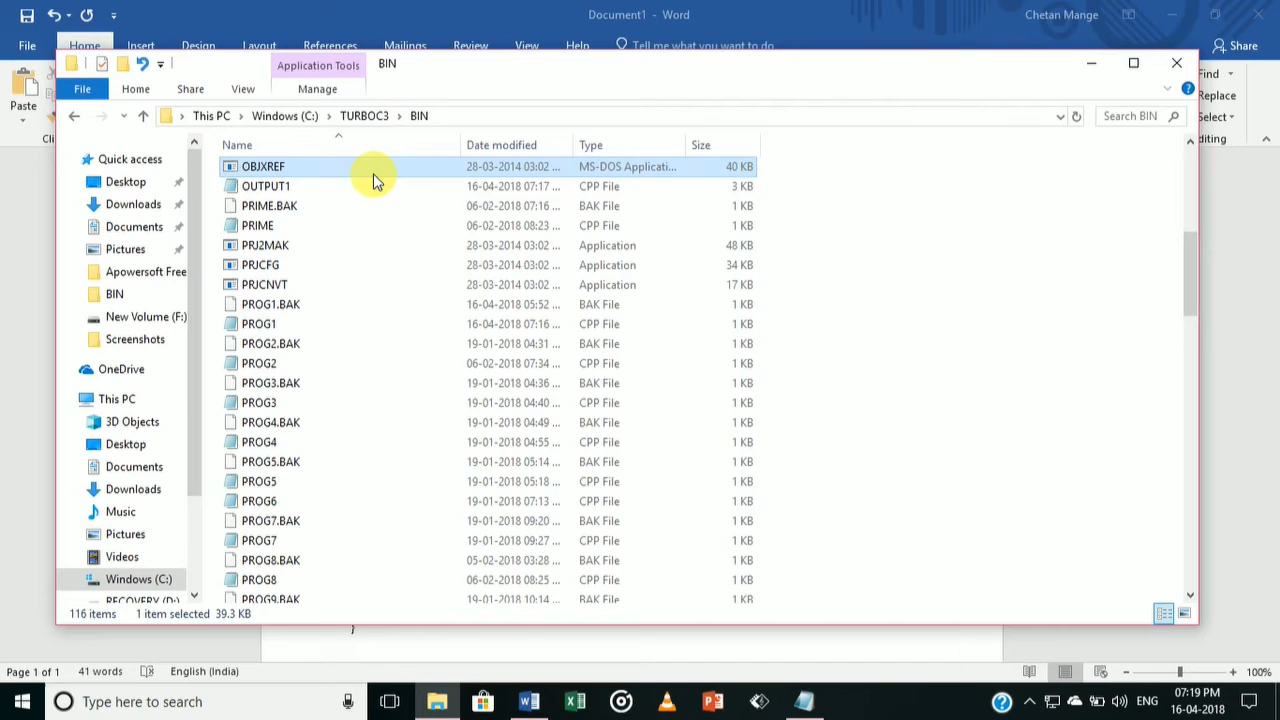 Document1 - Word
Chetan Mange
File Home Insert Design Layout References Mailings Review View Help Tell me what you want to do
Share
Application Tools BIN
File Home Share View Manage
This PC Windows (C:) TURBOC3 BIN
Search BIN
Paste
Find
Replace
Select
Name Date modified Type Size
OBJXREF 28-03-2014 03:02 ... MS-DOS Applicati... 40 KB
OUTPUT1 16-04-2018 07:17 ... CPP File 3 KB
PRIME.BAK 06-02-2018 07:16 ... BAK File 1 KB
PRIME 06-02-2018 08:23 ... CPP File 1 KB
PRJ2MAK 28-03-2014 03:02 ... Application 48 KB
PRJCFG 28-03-2014 03:02 ... Application 34 KB
PRJCNVT 28-03-2014 03:02 ... Application 17 KB
PROG1.BAK 16-04-2018 05:52 ... BAK File 1 KB
PROG1 16-04-2018 07:16 ... CPP File 1 KB
PROG2.BAK 19-01-2018 04:31 ... BAK File 1 KB
PROG2 06-02-2018 07:34 ... CPP File 1 KB
PROG3.BAK 19-01-2018 04:36 ... BAK File 1 KB
PROG3 19-01-2018 04:40 ... CPP File 1 KB
PROG4.BAK 19-01-2018 04:49 ... BAK File 1 KB
PROG4 19-01-2018 04:55 ... CPP File 1 KB
PROG5.BAK 19-01-2018 05:14 ... BAK File 1 KB
PROG5 19-01-2018 05:18 ... CPP File 1 KB
PROG6 19-01-2018 07:13 ... CPP File 1 KB
PROG7.BAK 19-01-2018 09:20 ... BAK File 1 KB
PROG7 19-01-2018 09:27 ... CPP File 1 KB
PROG8.BAK 05-02-2018 03:28 ... BAK File 1 KB
PROG8 06-02-2018 08:25 ... CPP File 1 KB
PROG9.BAK 19-01-2018 10:14 ... BAK File 1 KB
Quick access
Desktop
Downloads
Documents
Pictures
Apowersoft Free
BIN
New Volume (F:)
Screenshots
OneDrive
This PC
3D Objects
Desktop
Documents
Downloads
Music
Pictures
Videos
Windows (C:)
RECOVERY (D:)
116 items 1 item selected 39.3 KB
}
Page 1 of 1 41 words English (India) 100%
Type here to search
ENG
07:19 PM
16-04-2018